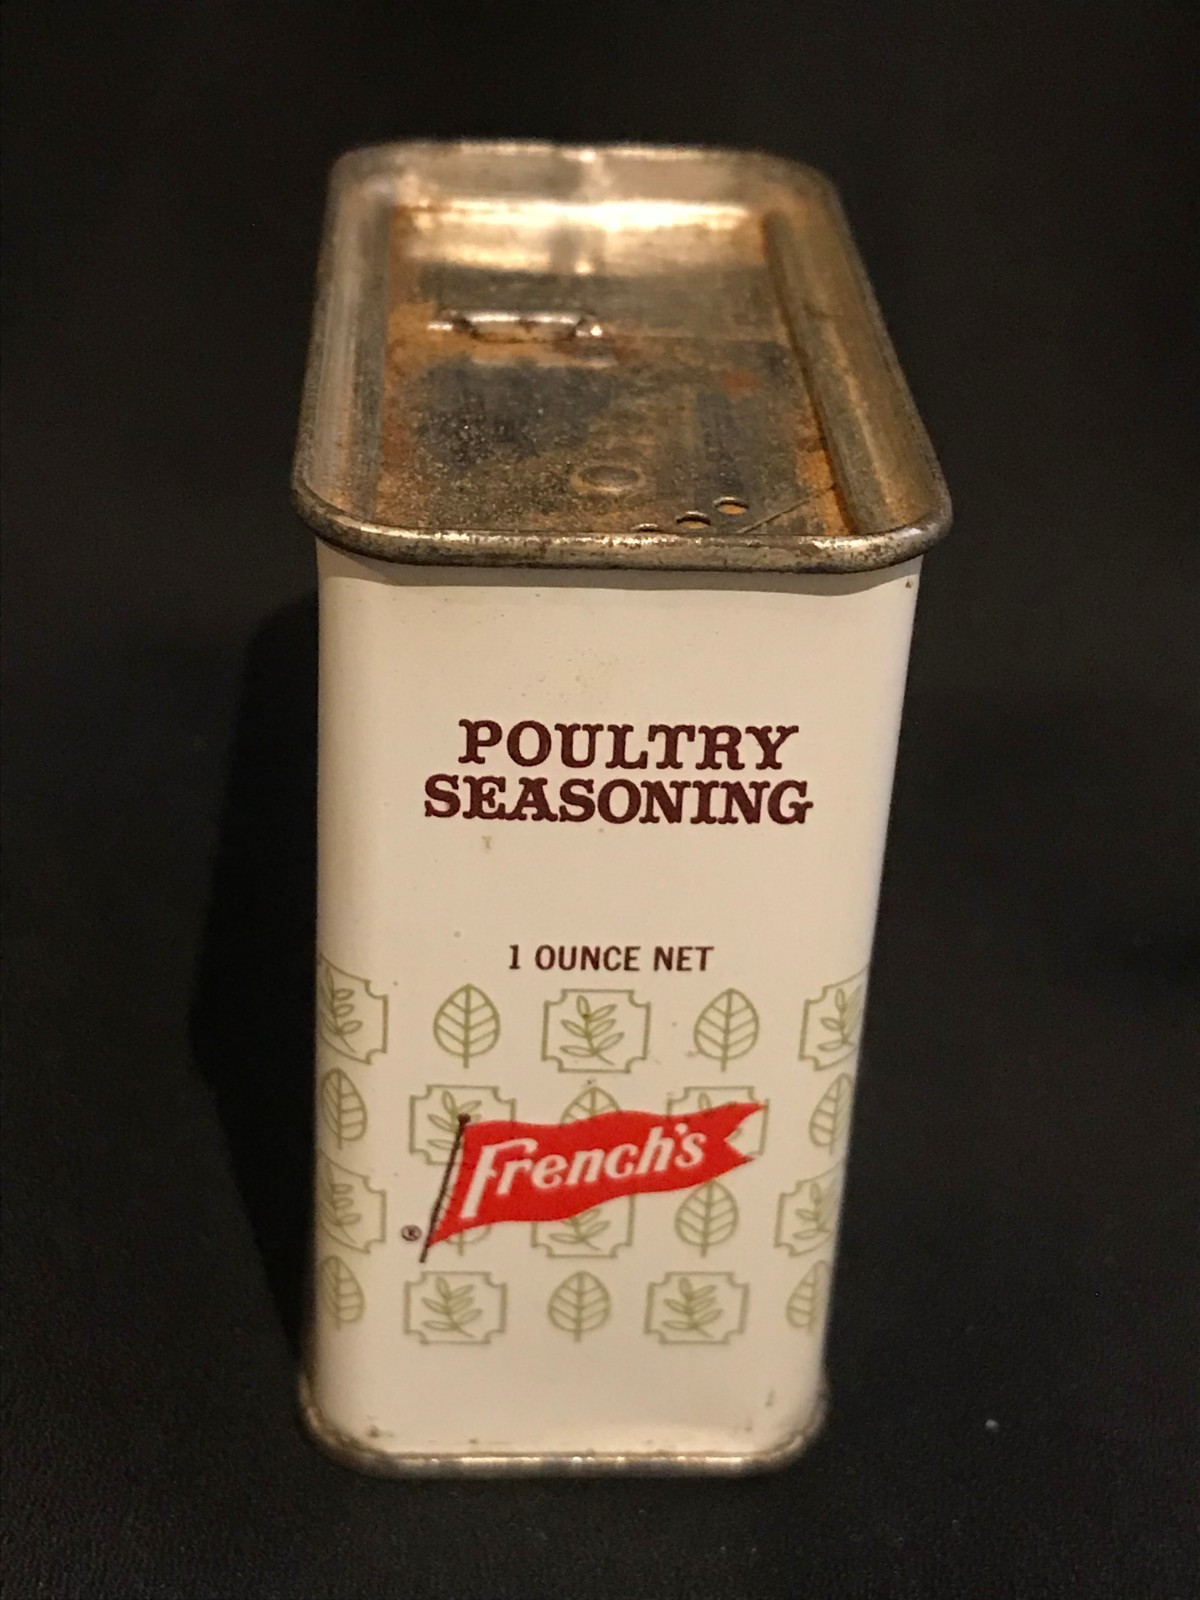 POULTRY
SEASONING
1 OUNCE NET
French's
®